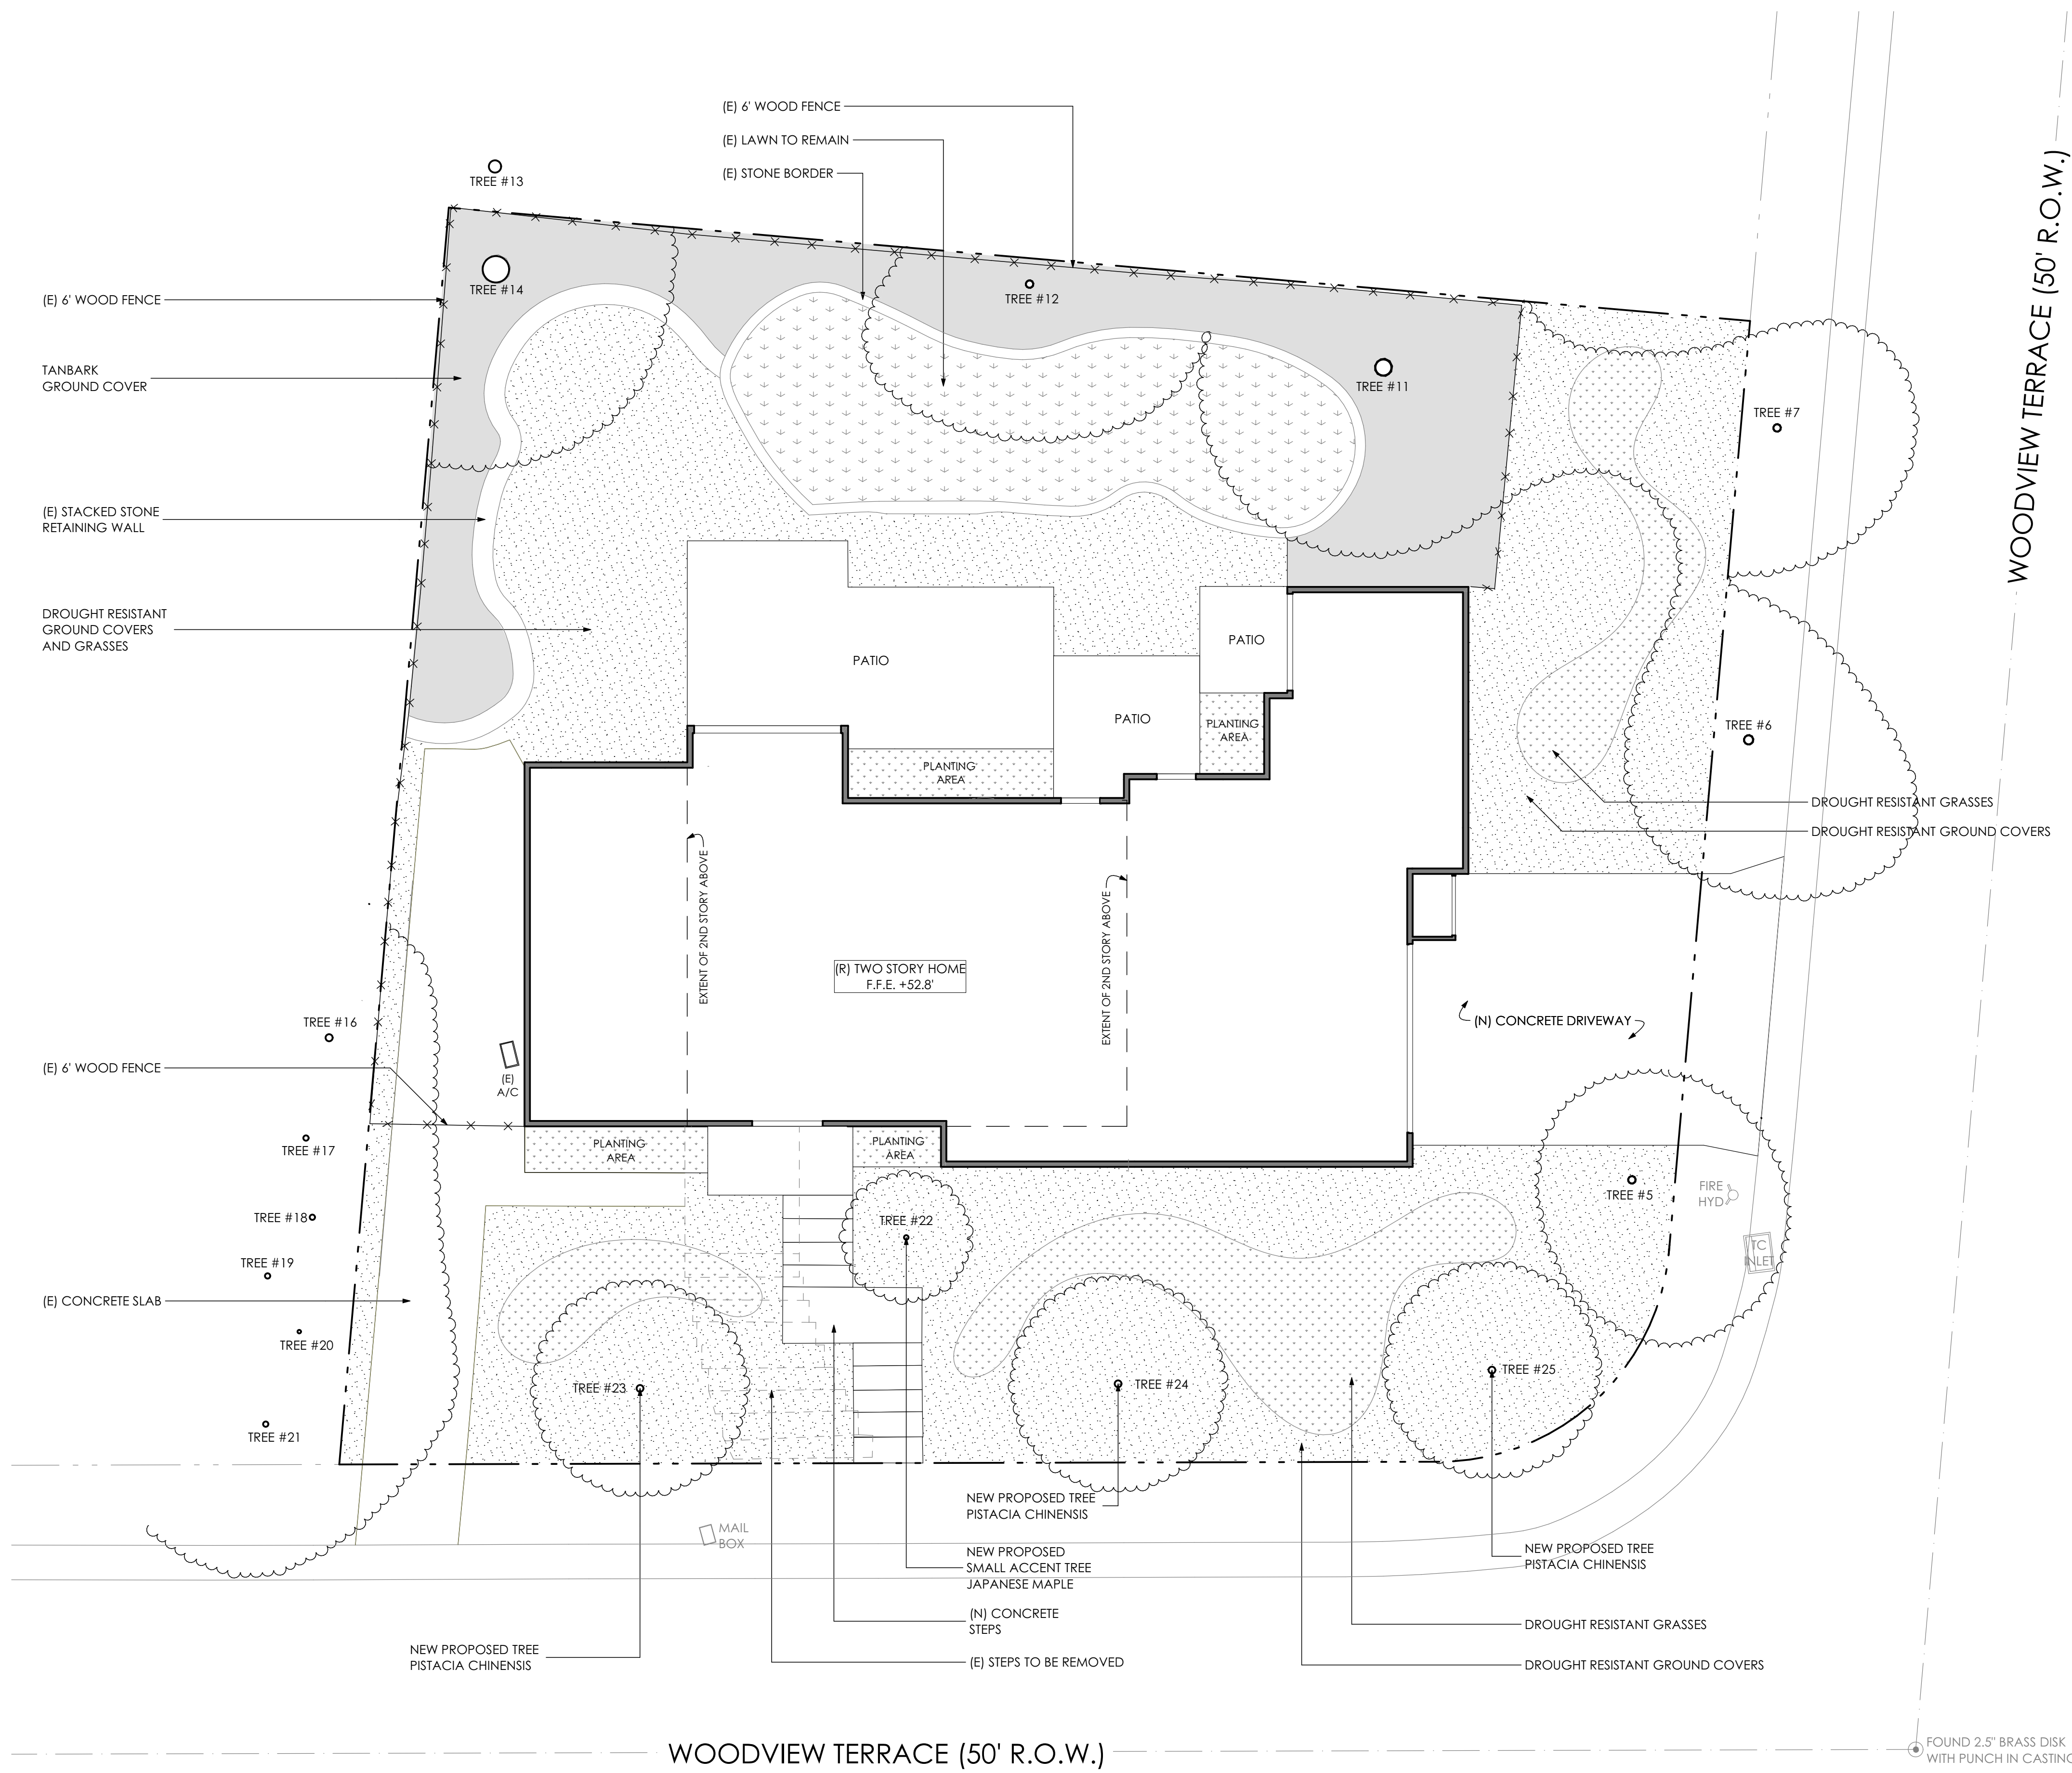 (E) 6' WOOD FENCE
(E) LAWN TO REMAIN
(E) STONE BORDER
TREE #13
TREE #14
TREE #12
TREE #11
TREE #7
WOODVIEW TERRACE (50' R.O.W.)
(E) 6' WOOD FENCE
TANBARK
GROUND COVER
(E) STACKED STONE
RETAINING WALL
DROUGHT RESISTANT
GROUND COVERS
AND GRASSES
PATIO
PATIO
PATIO
PLANTING
AREA
PLANTING
AREA
TREE #6
DROUGHT RESISTANT GRASSES
DROUGHT RESISTANT GROUND COVERS
EXTENT OF 2ND STORY ABOVE
EXTENT OF 2ND STORY ABOVE
(R) TWO STORY HOME
F.F.E. +52.8'
(N) CONCRETE DRIVEWAY
TREE #16
(E) 6' WOOD FENCE
(E)
A/C
TREE #17
PLANTING
AREA
PLANTING
AREA
TREE #18
TREE #19
(E) CONCRETE SLAB
TREE #20
TREE #21
TREE #22
TREE #5
FIRE
HYD
TC
INLET
TREE #23
TREE #24
TREE #25
MAIL
BOX
NEW PROPOSED TREE
PISTACIA CHINENSIS
NEW PROPOSED
SMALL ACCENT TREE
JAPANESE MAPLE
(N) CONCRETE
STEPS
(E) STEPS TO BE REMOVED
NEW PROPOSED TREE
PISTACIA CHINENSIS
NEW PROPOSED TREE
PISTACIA CHINENSIS
DROUGHT RESISTANT GRASSES
DROUGHT RESISTANT GROUND COVERS
WOODVIEW TERRACE (50' R.O.W.)
FOUND 2.5" BRASS DISK
WITH PUNCH IN CASTING